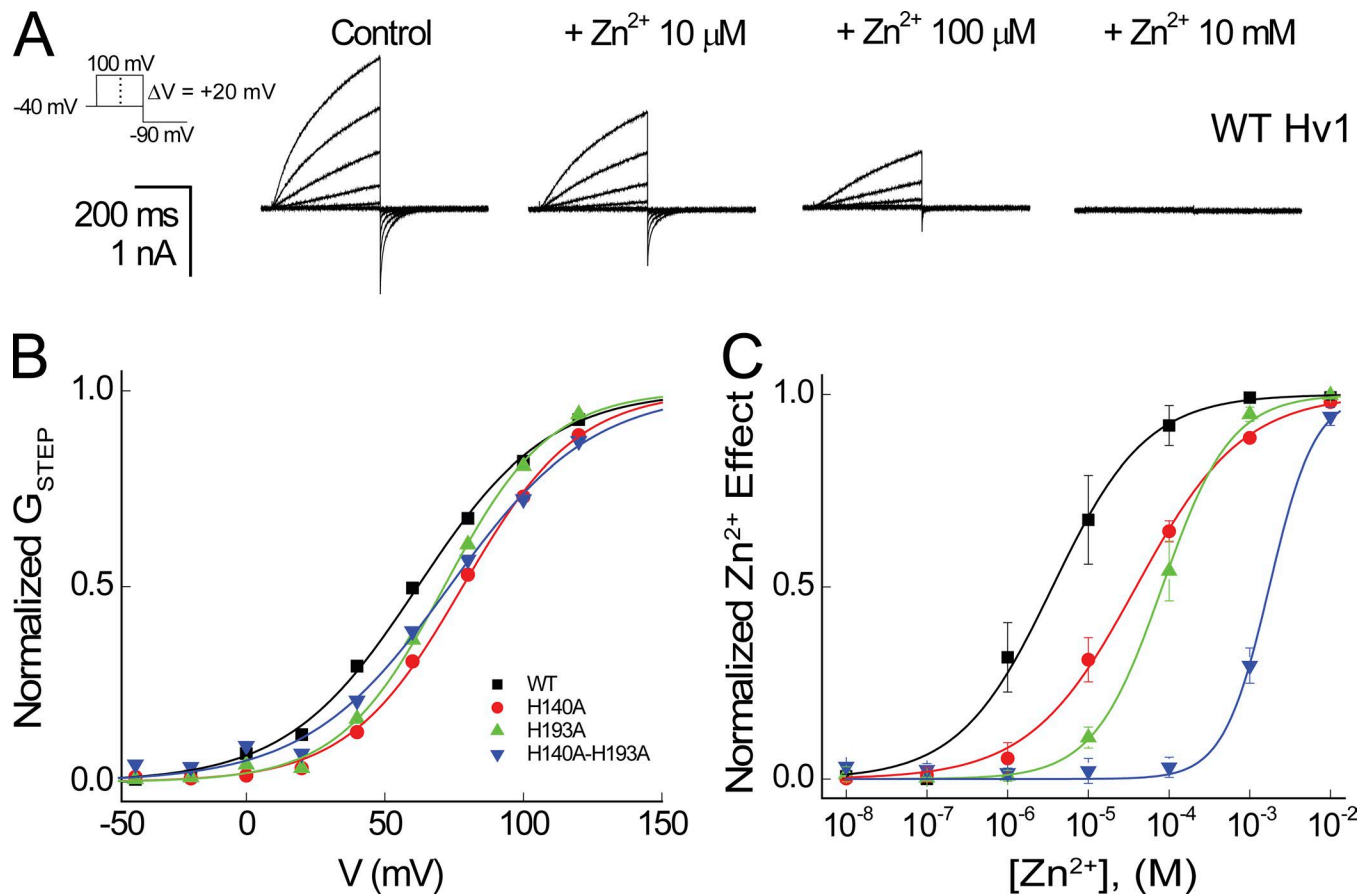 A
Control
+ Zn²⁺ 10 μM
+ Zn²⁺ 100 μM
+ Zn²⁺ 10 mM
100 mV
ΔV = +20 mV
-40 mV
-90 mV
WT Hv1
200 ms
1 nA
B
1.0
0.5
0.0
Normalized G_STEP
-50
0
50
100
150
V (mV)
WT
H140A
H193A
H140A-H193A
C
1.0
0.5
0.0
Normalized Zn²⁺ Effect
10⁻⁸
10⁻⁷
10⁻⁶
10⁻⁵
10⁻⁴
10⁻³
10⁻²
[Zn²⁺], (M)